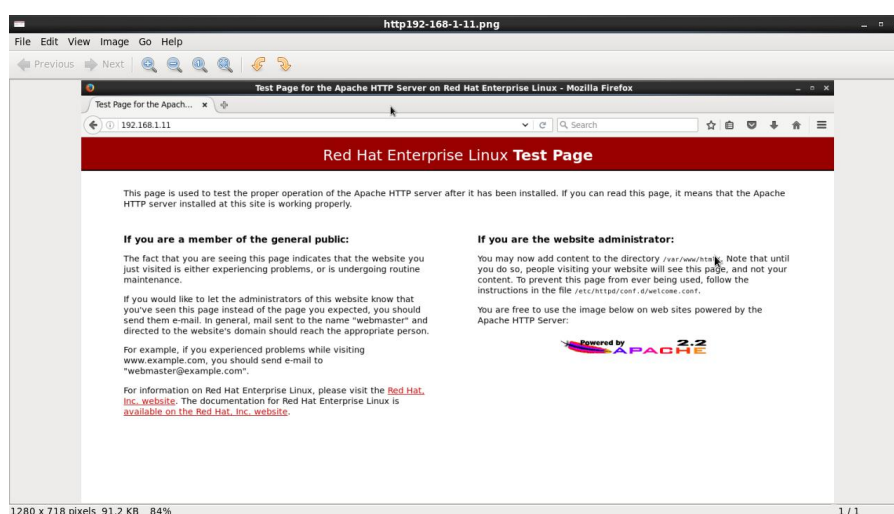 http192-168-1-11.png
File Edit View Image Go Help
Previous Next
Test Page for the Apache HTTP Server on Red Hat Enterprise Linux - Mozilla Firefox
Test Page for the Apach...
192.168.1.11
Search
Red Hat Enterprise Linux Test Page
This page is used to test the proper operation of the Apache HTTP server after it has been installed. If you can read this page, it means that the Apache
HTTP server installed at this site is working properly.
If you are a member of the general public:
The fact that you are seeing this page indicates that the website you
just visited is either experiencing problems, or is undergoing routine
maintenance.
If you would like to let the administrators of this website know that
you've seen this page instead of the page you expected, you should
send them e-mail. In general, mail sent to the name "webmaster" and
directed to the website's domain should reach the appropriate person.
For example, if you experienced problems while visiting
www.example.com, you should send e-mail to
"webmaster@example.com".
For information on Red Hat Enterprise Linux, please visit the Red Hat,
Inc. website. The documentation for Red Hat Enterprise Linux is
available on the Red Hat, Inc. website.
If you are the website administrator:
You may now add content to the directory /var/www/html/. Note that until
you do so, people visiting your website will see this page, and not your
content. To prevent this page from ever being used, follow the
instructions in the file /etc/httpd/conf.d/welcome.conf.
You are free to use the image below on web sites powered by the
Apache HTTP Server:
Powered by 2.2
APACHE
1280 x 718 pixels 91.2 KB 84%
1 / 1